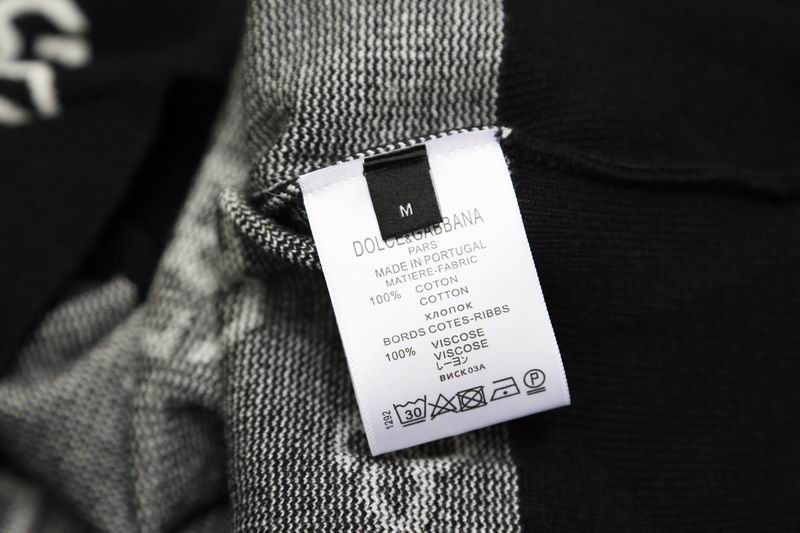 M
DOLCE&GABBANA
PARS
MADE IN PORTUGAL
MATIERE-FABRIC
100% COTON
COTTON
хлопок
BORDS COTES-RIBBS
100% VISCOSE
VISCOSE
レーヨン
ВИСКОЗА
1292
30
P